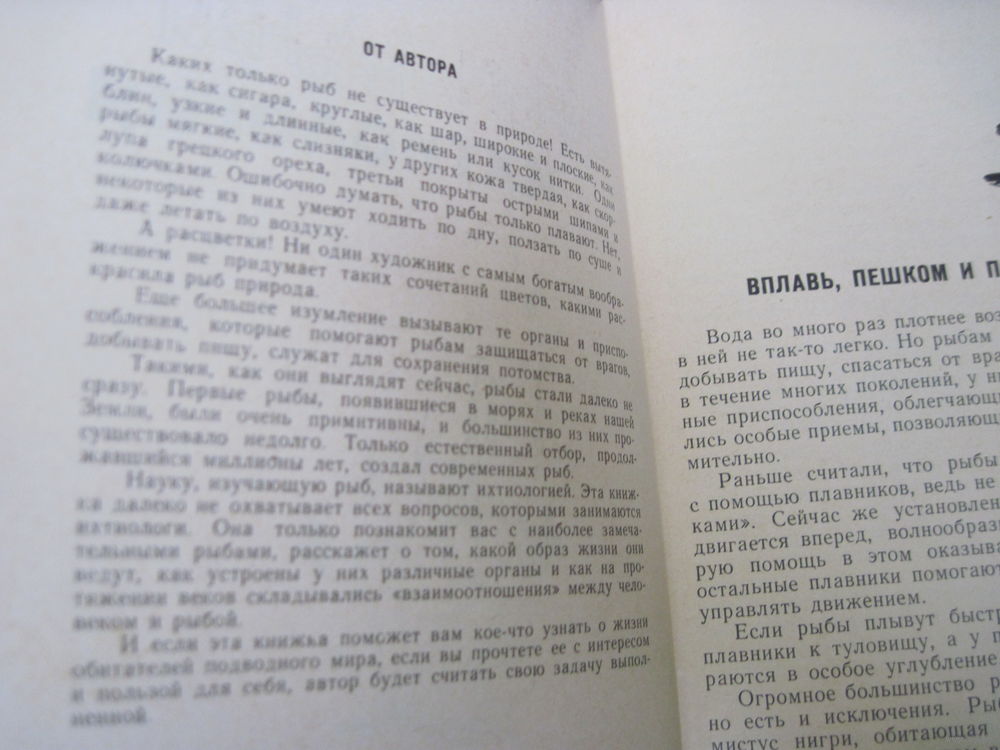 ОТ АВТОРА
Каких только рыб не существует в природе! Есть вытя-
нутые, как сигара, круглые, как шар, широкие и плоские, как
блин, узкие и длинные, как ремень или кусок нитки. Одни
рыбы мягкие, как слизняки, у других кожа твердая, как скор-
лупа грецкого ореха, третьи покрыты острыми шипами и
колючками. Ошибочно думать, что рыбы только плавают. Нет,
некоторые из них умеют ходить по дну, ползать по суше и
даже летать по воздуху.
А расцветки! Ни один художник с самым богатым вообра-
жением не придумает таких сочетаний цветов, какими рас-
красила рыб природа.
Еще большее изумление вызывают те органы и приспо-
собления, которые помогают рыбам защищаться от врагов,
добывать пищу, служат для сохранения потомства.
Такими, как они выглядят сейчас, рыбы стали далеко не
сразу. Первые рыбы, появившиеся в морях и реках нашей
Земли, были очень примитивны, и большинство из них про-
существовало недолго. Только естественный отбор, продол-
жавшийся миллионы лет, создал современных рыб.
Науку, изучающую рыб, называют ихтиологией. Эта книж-
ка далеко не охватывает всех вопросов, которыми занимаются
ихтиологи. Она только познакомит вас с наиболее замеча-
тельными рыбами, расскажет о том, какой образ жизни они
ведут, как устроены у них различные органы и как на про-
тяжении веков складывались «взаимоотношения» между чело-
веком и рыбой.
И если эта книжка поможет вам кое-что узнать о жизни
обитателей подводного мира, если вы прочтете ее с интересом
и пользой для себя, автор будет считать свою задачу выпол-
ненной.
ВПЛАВЬ, ПЕШКОМ И П
Вода во много раз плотнее воз
в ней не так-то легко. Но рыбам
добывать пищу, спасаться от вра
в течение многих поколений, у ни
ные приспособления, облегчающи
лись особые приемы, позволяющ
мительно.
Раньше считали, что рыбы
с помощью плавников, ведь не
ками». Сейчас же установлен
двигается вперед, волнообраз
рую помощь в этом оказыва
остальные плавники помогают
управлять движением.
Если рыбы плывут быстр
плавники к туловищу, а у п
раются в особое углубление
Огромное большинство р
но есть и исключения. Рыб
мистус нигри, обитающая